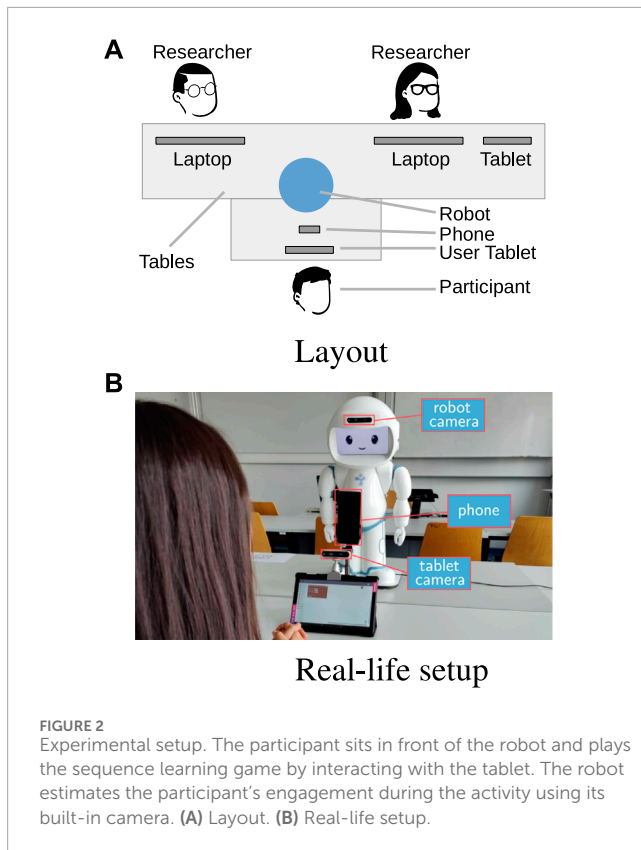 A
Researcher Researcher
Laptop Laptop Tablet
Robot
Phone
User Tablet
Tables
Participant
Layout
B
robot
camera
phone
tablet
camera
Real-life setup
FIGURE 2
Experimental setup. The participant sits in front of the robot and plays
the sequence learning game by interacting with the tablet. The robot
estimates the participant's engagement during the activity using its
built-in camera. (A) Layout. (B) Real-life setup.